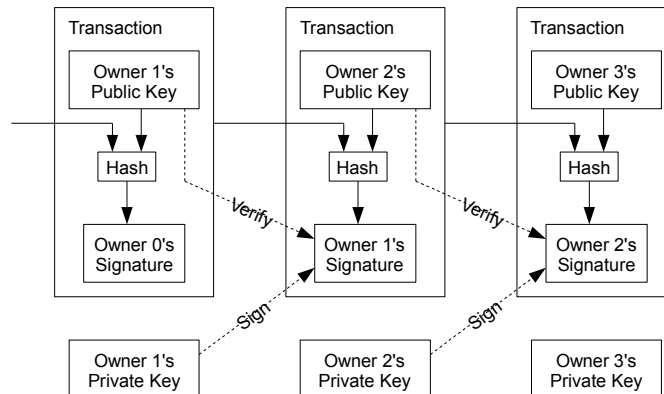 Transaction
Transaction
Transaction
Owner 1's
Public Key
Owner 2's
Public Key
Owner 3's
Public Key
Hash
Hash
Hash
Verify
Verify
Owner 0's
Signature
Owner 1's
Signature
Owner 2's
Signature
Sign
Sign
Owner 1's
Private Key
Owner 2's
Private Key
Owner 3's
Private Key